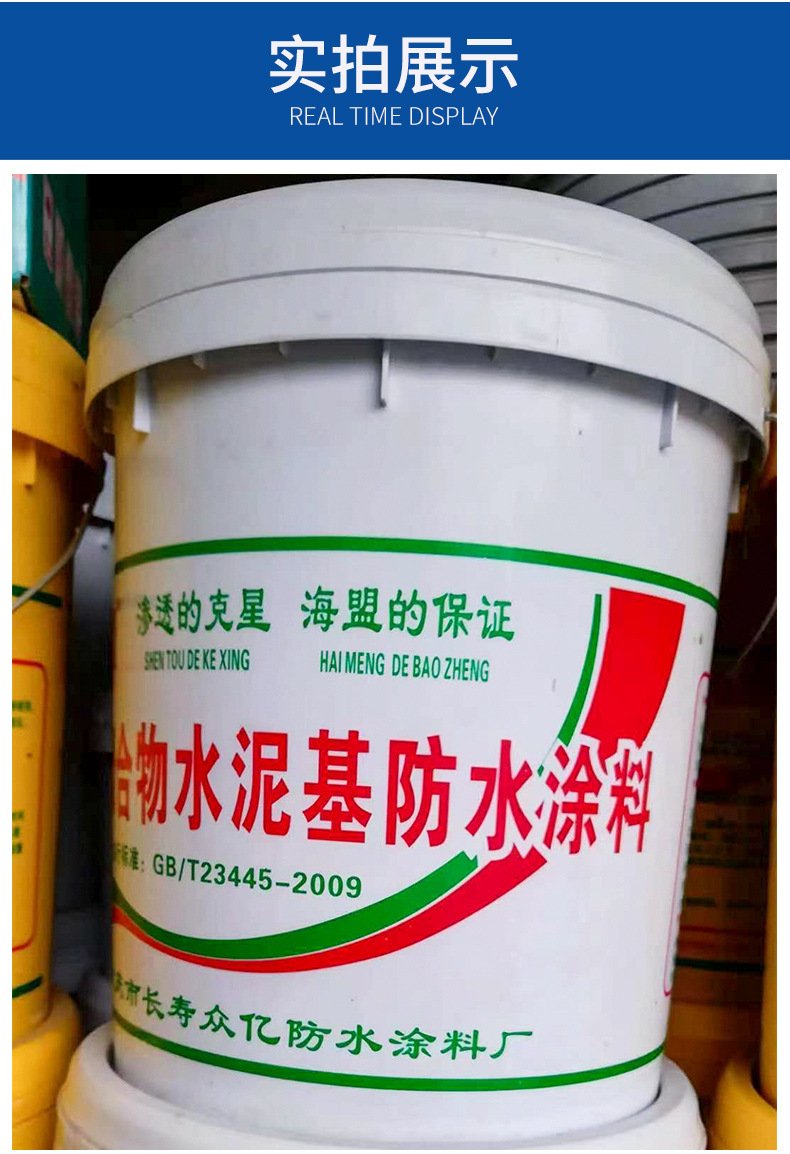 实拍展示
REAL TIME DISPLAY
渗透的克星 海盟的保证
SHEN TOU DE KE XING HAI MENG DE BAO ZHENG
合物水泥基防水涂料
行标准：GB/T23445-2009
庆市长寿众亿防水涂料厂